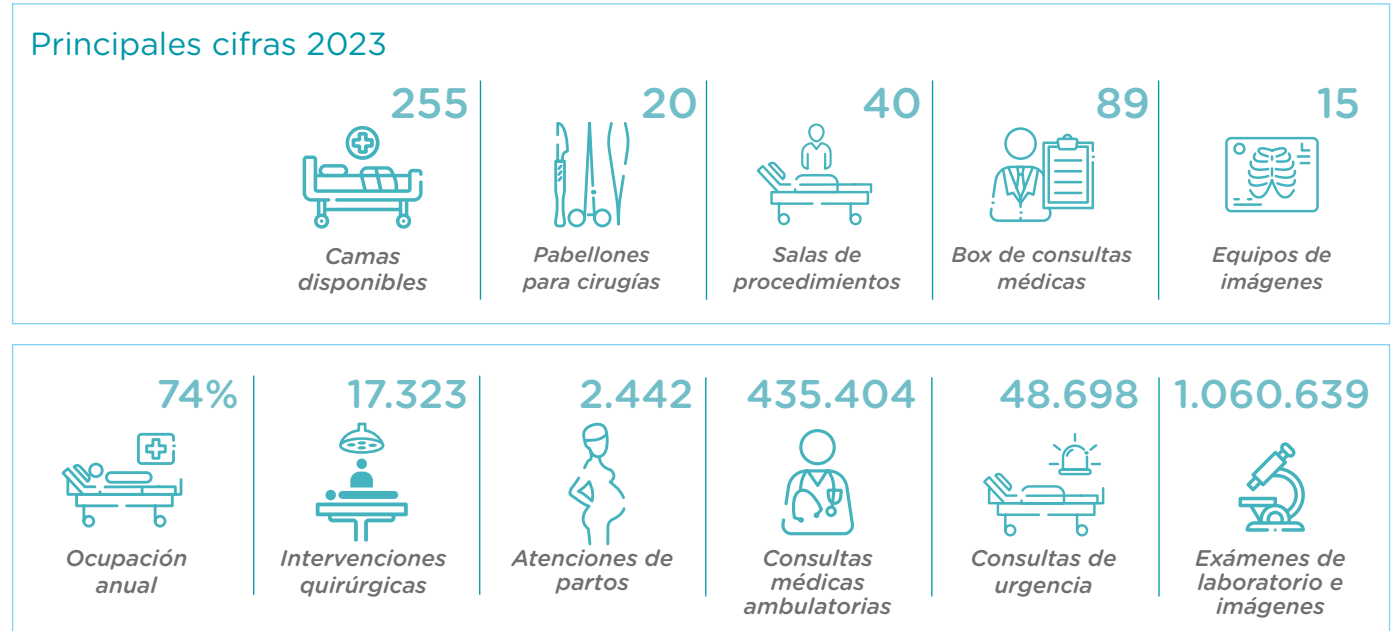 Principales cifras 2023
255
Camas
disponibles
20
Pabellones
para cirugías
40
Salas de
procedimientos
89
Box de consultas
médicas
15
L
Equipos de
imágenes
74%
Ocupación
anual
17.323
Intervenciones
quirúrgicas
2.442
Atenciones de
partos
435.404
Consultas
médicas
ambulatorias
48.698
Consultas de
urgencia
1.060.639
Exámenes de
laboratorio e
imágenes